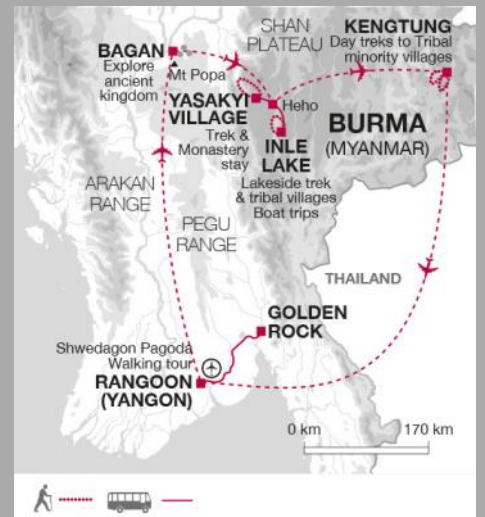 SHAN
PLATEAU
KENGTUNG
Day treks to Tribal
minority villages
BAGAN
Explore
ancient
kingdom
Mt Popa
YASAKYI
VILLAGE
Trek &
Monastery
stay
Heho
BURMA
(MYANMAR)
INLE
LAKE
Lakeside trek
& tribal villages
Boat trips
ARAKAN
RANGE
PEGU
RANGE
THAILAND
GOLDEN
ROCK
Shwedagon Pagoda
Walking tour
RANGOON
(YANGON)
0 km
170 km